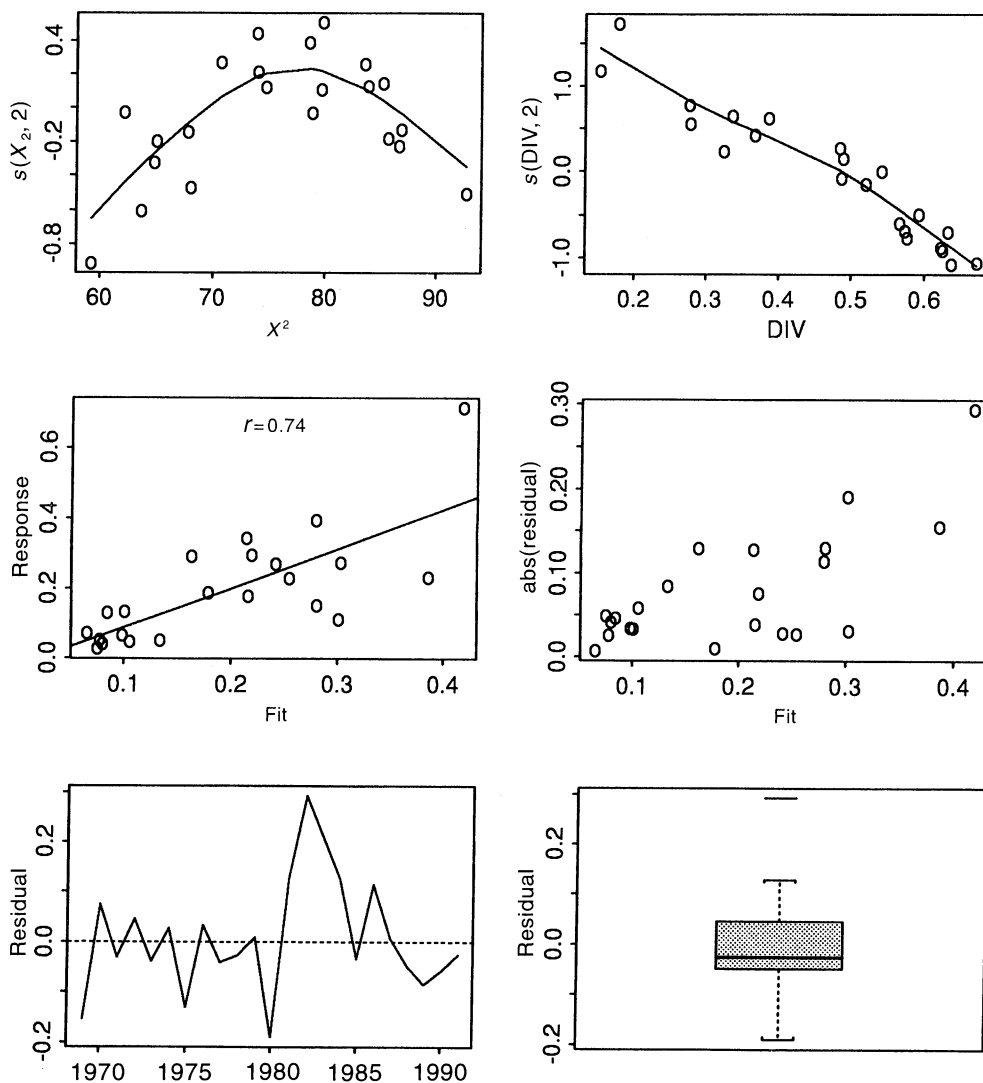 s(X₂, 2)
0.4
-0.2
-0.8
60 70 80 90
X²
s(DIV, 2)
1.0
0.0
-1.0
0.2 0.3 0.4 0.5 0.6
DIV
Response
0.6
0.4
0.2
0.0
r=0.74
0.1 0.2 0.3 0.4
Fit
abs(residual)
0.30
0.20
0.10
0.0
0.1 0.2 0.3 0.4
Fit
Residual
0.2
0.0
-0.2
1970 1975 1980 1985 1990
Residual
0.2
0.0
-0.2